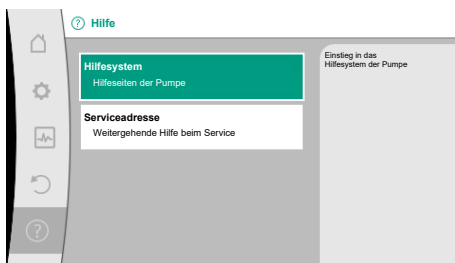 Hilfe
Hilfesystem
Hilfeseiten der Pumpe
Serviceadresse
Weitergehende Hilfe beim Service
Einstieg in das
Hilfesystem der Pumpe